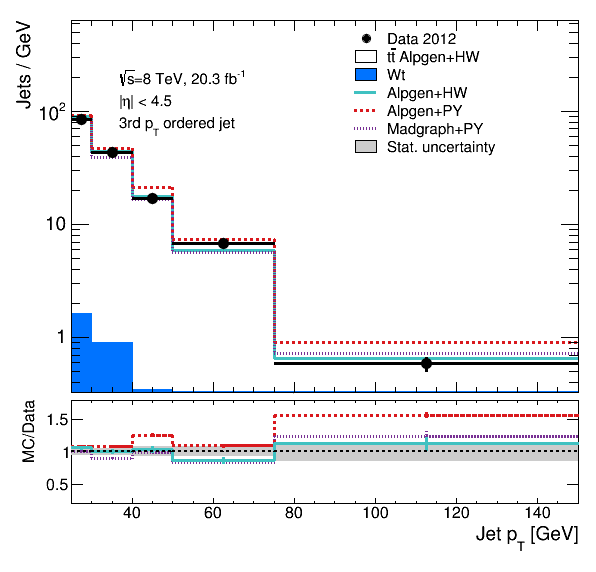 Jets / GeV
10²
10
1
√s=8 TeV, 20.3 fb⁻¹
|η| < 4.5
3rd p_T ordered jet
Data 2012
tt̄ Alpgen+HW
Wt
Alpgen+HW
Alpgen+PY
Madgraph+PY
Stat. uncertainty
MC/Data
1.5
1
0.5
40 60 80 100 120 140
Jet p_T [GeV]